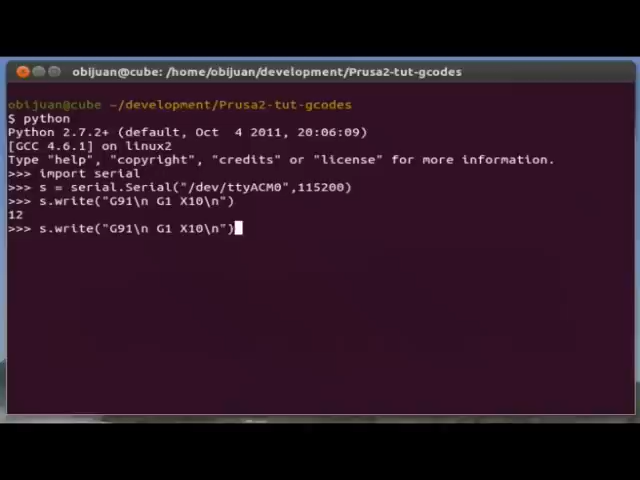 obijuan@cube: /home/obijuan/development/Prusa2-tut-gcodes
obijuan@cube ~/development/Prusa2-tut-gcodes
$ python
Python 2.7.2+ (default, Oct  4 2011, 20:06:09)
[GCC 4.6.1] on linux2
Type "help", "copyright", "credits" or "license" for more information.
>>> import serial
>>> s = serial.Serial("/dev/ttyACM0",115200)
>>> s.write("G91\n G1 X10\n")
12
>>> s.write("G91\n G1 X10\n")